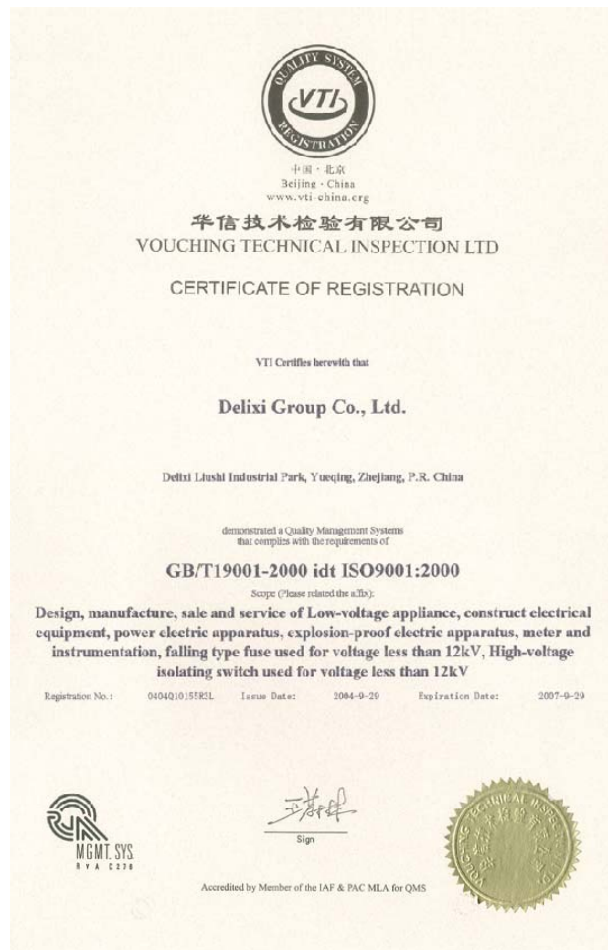 QUALITY SYSTEM
VTI
REGISTRATION
中国·北京
Beijing · China
www.vti-china.org
华信技术检验有限公司
VOUCHING TECHNICAL INSPECTION LTD
CERTIFICATE OF REGISTRATION
VTI Certifies herewith that
Delixi Group Co., Ltd.
Delixi Liushi Industrial Park, Yueqing, Zhejiang, P.R. China
demonstrated a Quality Management Systems
that complies with the requirements of
GB/T19001-2000 idt ISO9001:2000
Scope (Please related the affix):
Design, manufacture, sale and service of Low-voltage appliance, construct electrical
equipment, power electric apparatus, explosion-proof electric apparatus, meter and
instrumentation, falling type fuse used for voltage less than 12kV, High-voltage
isolating switch used for voltage less than 12kV
Registration No.: Issue Date: 2004-9-29 Expiration Date: 2007-9-29
MGMT. SYS.
RvA C270
Sign
Accredited by Member of the IAF & PAC MLA for QMS
VOUCHING TECHNICAL INSPECTION LTD